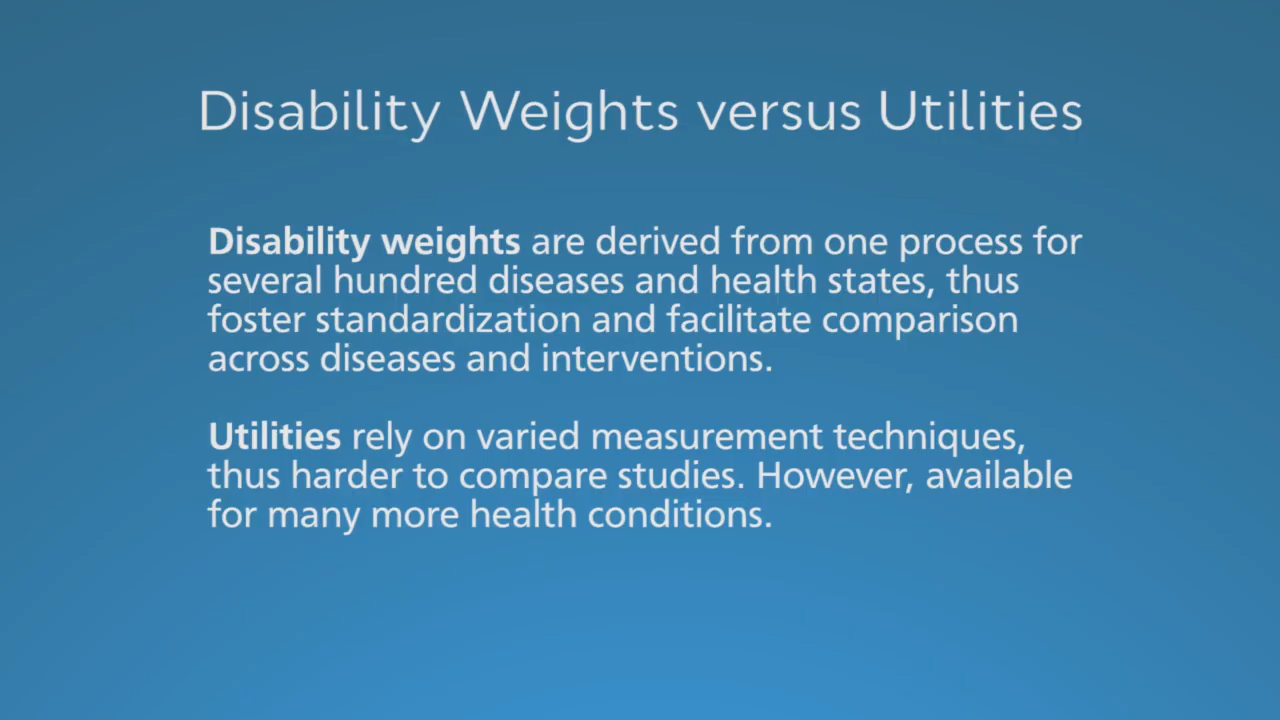 Disability Weights versus Utilities
Disability weights are derived from one process for
several hundred diseases and health states, thus
foster standardization and facilitate comparison
across diseases and interventions.
Utilities rely on varied measurement techniques,
thus harder to compare studies. However, available
for many more health conditions.